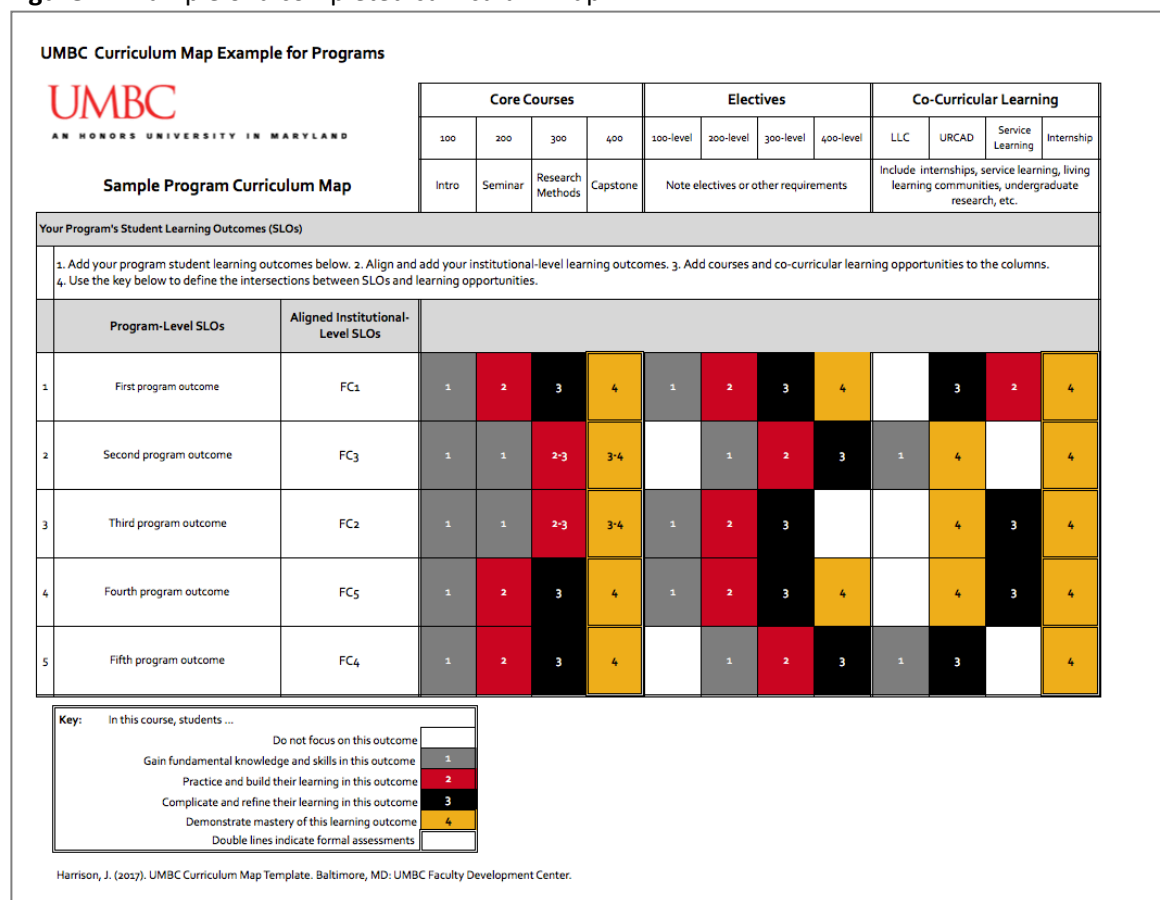 Example of a completed curriculum map
UMBC Curriculum Map Example for Programs
UMBC
AN HONORS UNIVERSITY IN MARYLAND
Sample Program Curriculum Map
Core Courses Electives Co-Curricular Learning
100 200 300 400 100-level 200-level 300-level 400-level LLC URCAD Service Learning Internship
Intro Seminar Research Methods Capstone Note electives or other requirements Include internships, service learning, living learning communities, undergraduate research, etc.
Your Program's Student Learning Outcomes (SLOs)
1. Add your program student learning outcomes below. 2. Align and add your institutional-level learning outcomes. 3. Add courses and co-curricular learning opportunities to the columns.
4. Use the key below to define the intersections between SLOs and learning opportunities.
Program-Level SLOs Aligned Institutional-Level SLOs
1 First program outcome FC1 1 2 3 4 1 2 3 4 3 2 4
2 Second program outcome FC3 1 1 2-3 3-4 1 2 3 1 4 4
3 Third program outcome FC2 1 1 2-3 3-4 1 2 3 4 3 4
4 Fourth program outcome FC5 1 2 3 4 1 2 3 4 4 3 4
5 Fifth program outcome FC4 1 2 3 4 1 2 3 1 3 4
Key: In this course, students ...
Do not focus on this outcome
Gain fundamental knowledge and skills in this outcome 1
Practice and build their learning in this outcome 2
Complicate and refine their learning in this outcome 3
Demonstrate mastery of this learning outcome 4
Double lines indicate formal assessments
Harrison, J. (2017). UMBC Curriculum Map Template. Baltimore, MD: UMBC Faculty Development Center.